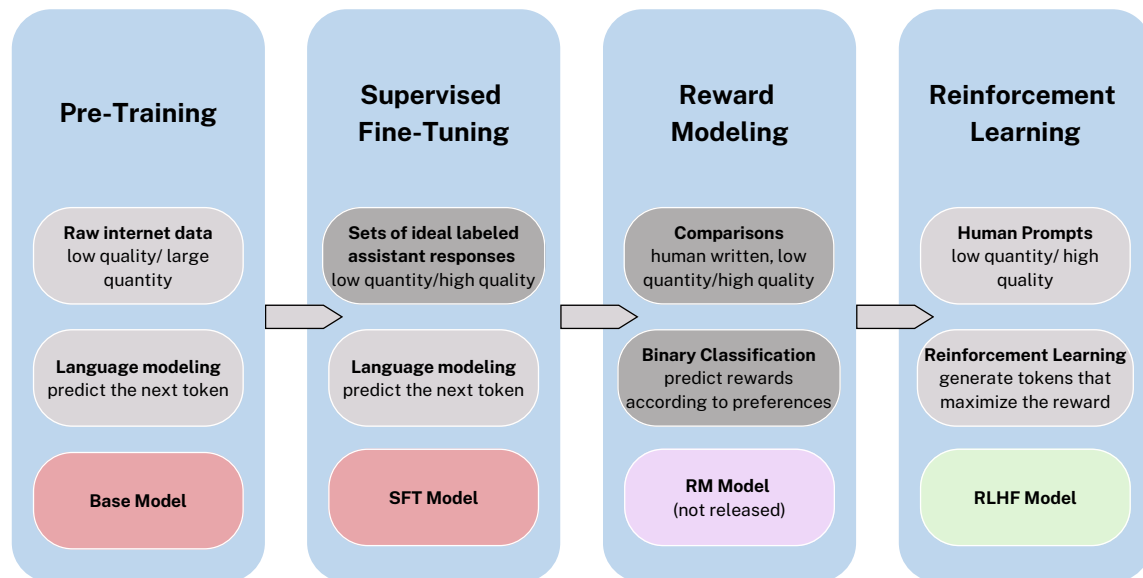 Pre-Training
Raw internet data
low quality/ large
quantity
Language modeling
predict the next token
Base Model
Supervised
Fine-Tuning
Sets of ideal labeled
assistant responses
low quantity/high quality
Language modeling
predict the next token
SFT Model
Reward
Modeling
Comparisons
human written, low
quantity/high quality
Binary Classification
predict rewards
according to preferences
RM Model
(not released)
Reinforcement
Learning
Human Prompts
low quantity/ high
quality
Reinforcement Learning
generate tokens that
maximize the reward
RLHF Model